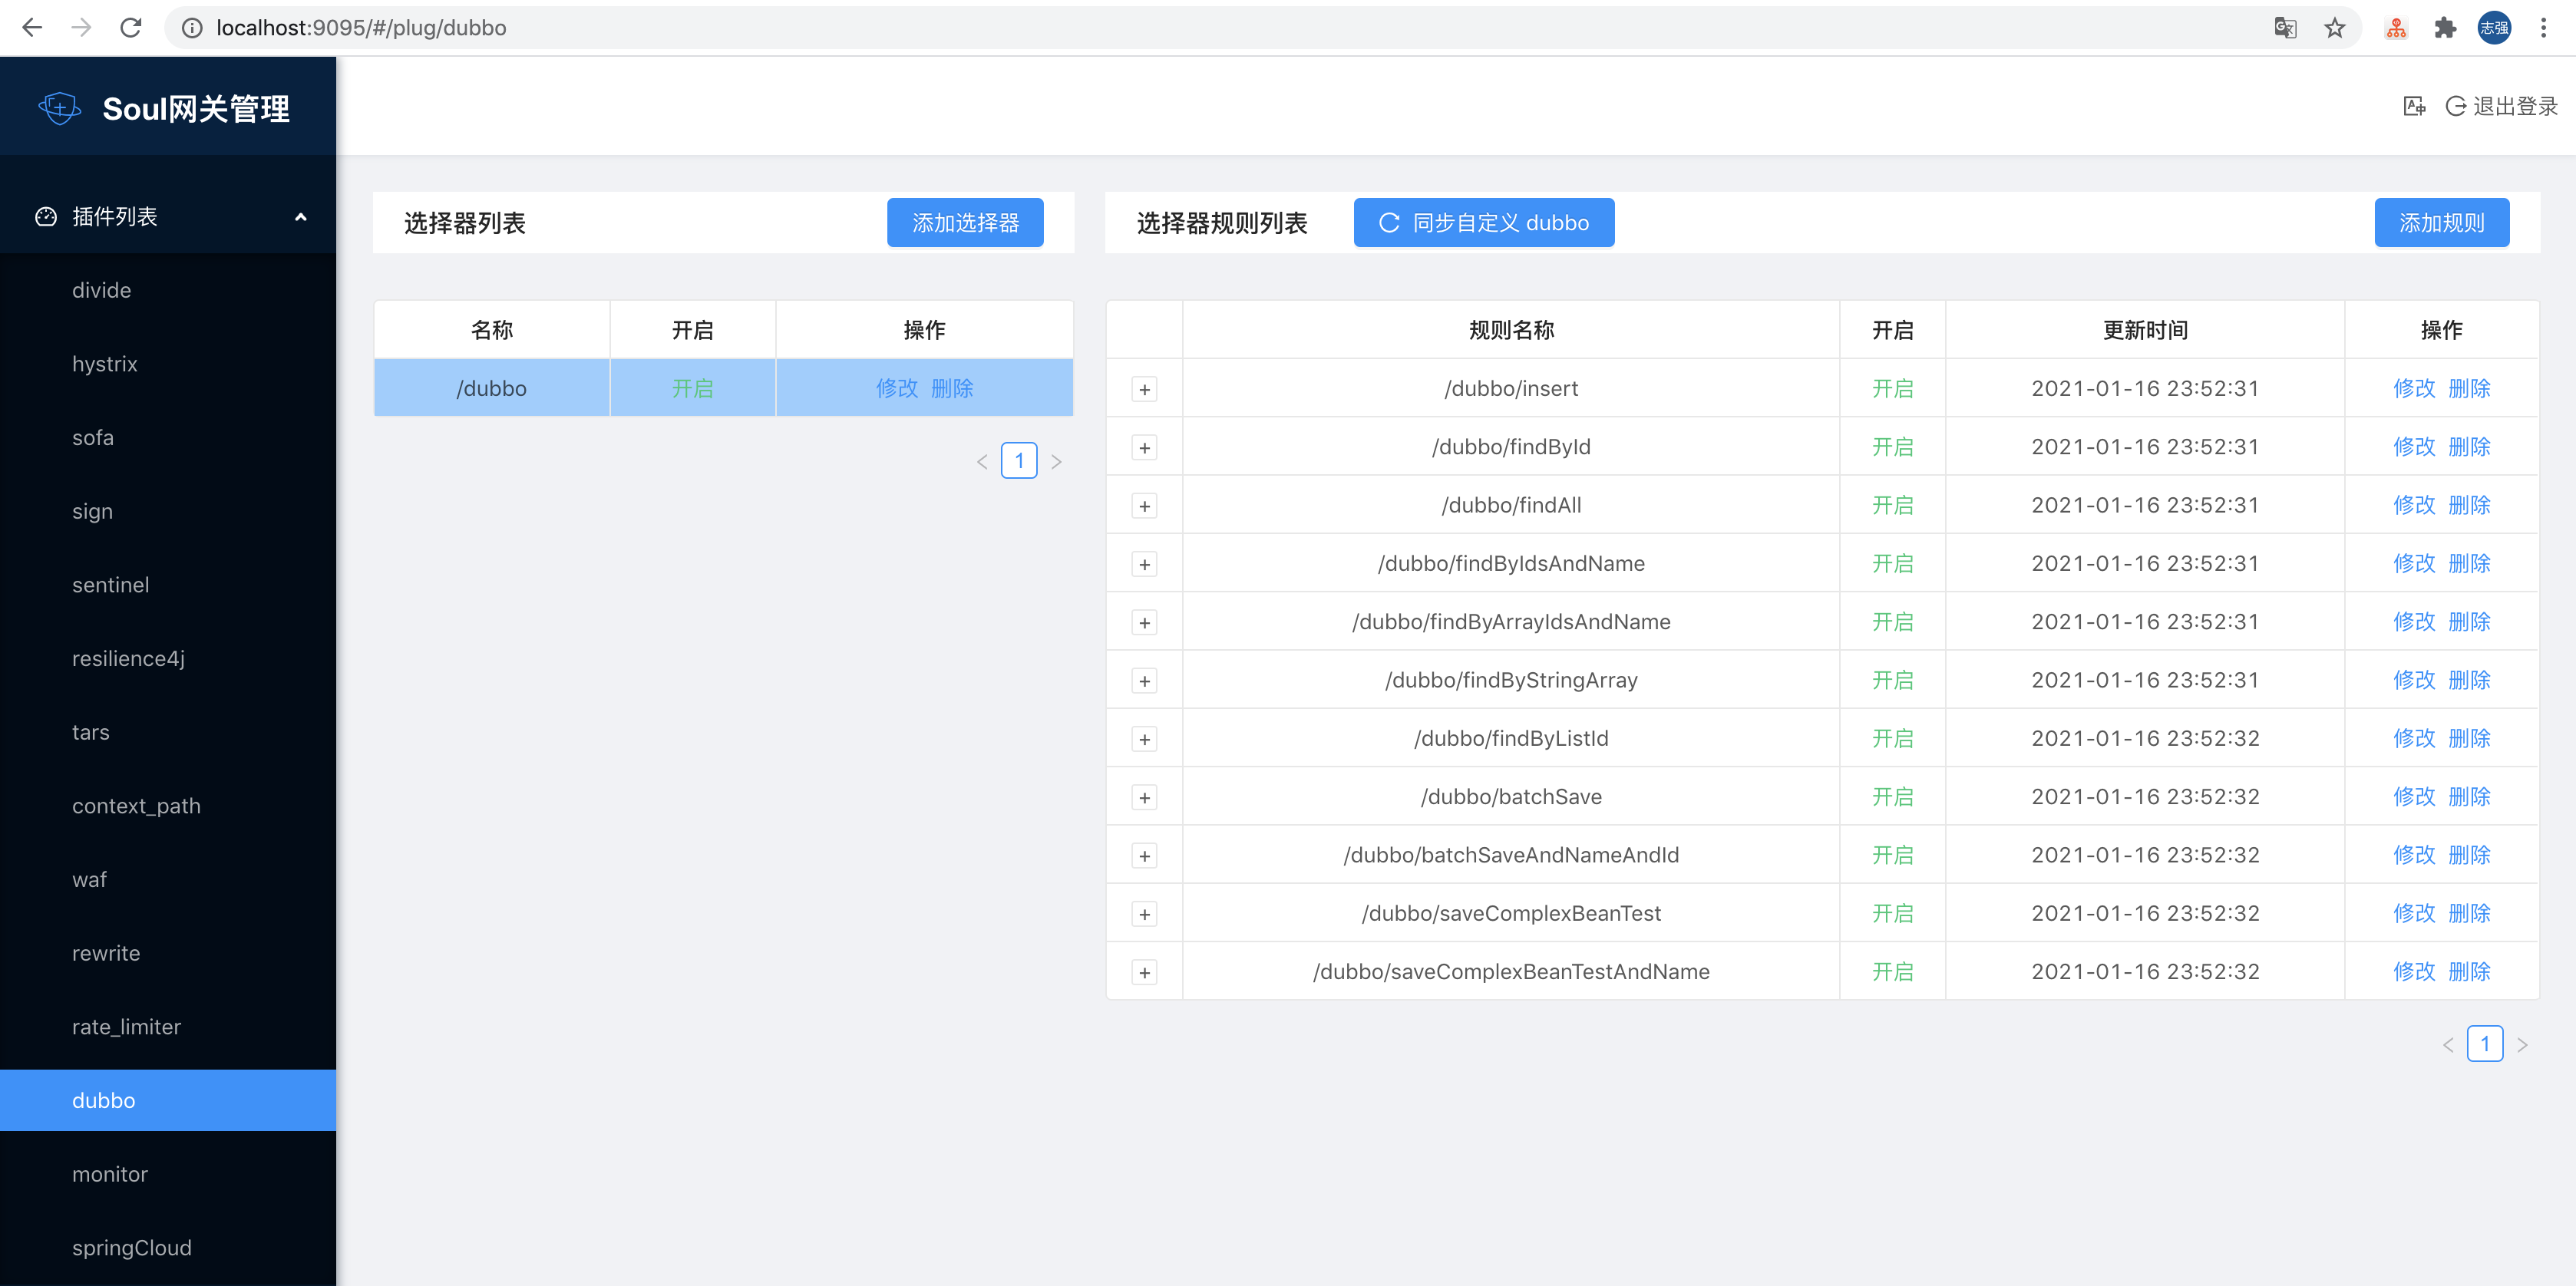 localhost:9095/#/plug/dubbo
志强
Soul网关管理
退出登录
插件列表
divide
hystrix
sofa
sign
sentinel
resilience4j
tars
context_path
waf
rewrite
rate_limiter
dubbo
monitor
springCloud
选择器列表 添加选择器
名称 开启 操作
/dubbo 开启 修改 删除
1
选择器规则列表 同步自定义 dubbo 添加规则
规则名称 开启 更新时间 操作
/dubbo/insert 开启 2021-01-16 23:52:31 修改 删除
/dubbo/findById 开启 2021-01-16 23:52:31 修改 删除
/dubbo/findAll 开启 2021-01-16 23:52:31 修改 删除
/dubbo/findByIdsAndName 开启 2021-01-16 23:52:31 修改 删除
/dubbo/findByArrayIdsAndName 开启 2021-01-16 23:52:31 修改 删除
/dubbo/findByStringArray 开启 2021-01-16 23:52:31 修改 删除
/dubbo/findByListId 开启 2021-01-16 23:52:32 修改 删除
/dubbo/batchSave 开启 2021-01-16 23:52:32 修改 删除
/dubbo/batchSaveAndNameAndId 开启 2021-01-16 23:52:32 修改 删除
/dubbo/saveComplexBeanTest 开启 2021-01-16 23:52:32 修改 删除
/dubbo/saveComplexBeanTestAndName 开启 2021-01-16 23:52:32 修改 删除
1